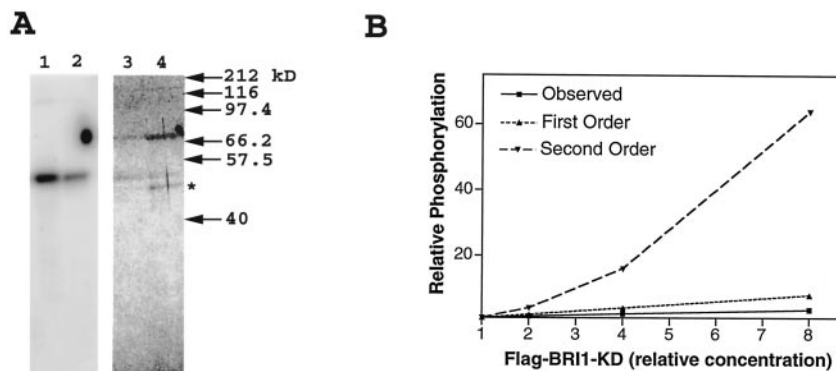 A
1 2 3 4
212 kD
116
97.4
66.2
57.5
*
40
B
Observed
First Order
Second Order
Relative Phosphorylation
60
40
20
1 2 3 4 5 6 7 8
Flag-BRI1-KD (relative concentration)